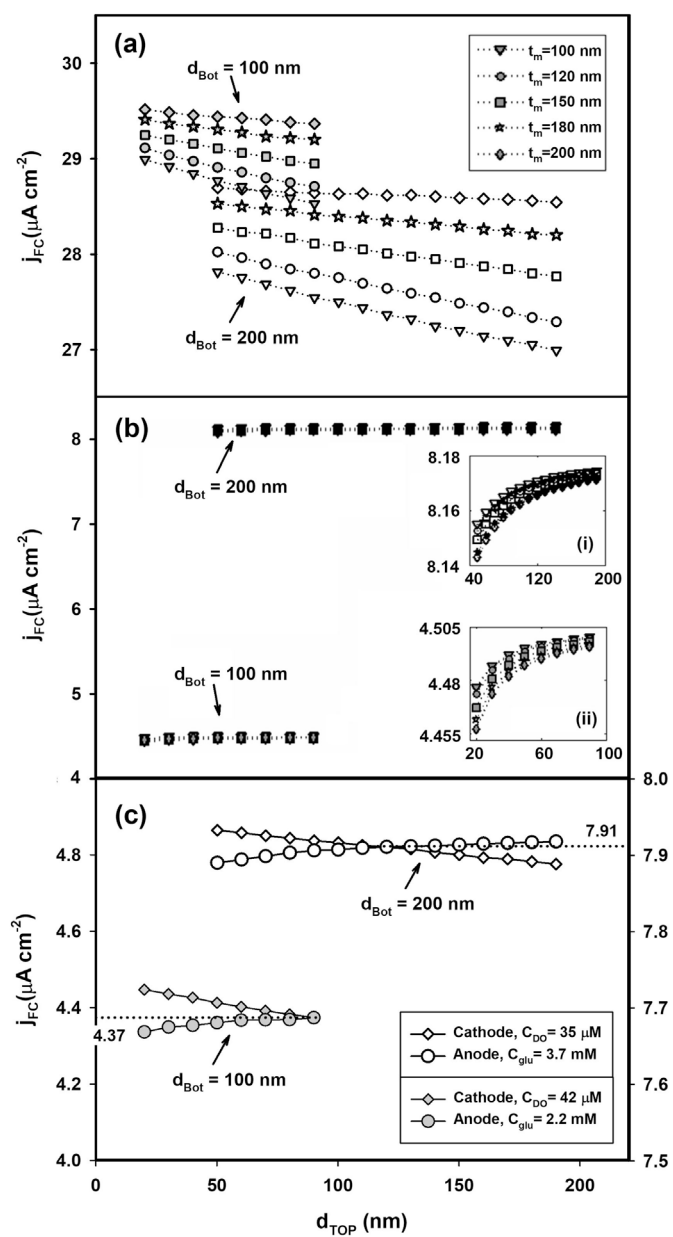 (a)
d_Bot = 100 nm
t_m=100 nm
t_m=120 nm
t_m=150 nm
t_m=180 nm
t_m=200 nm
30
29
28
27
j_FC(μA cm⁻²)
d_Bot = 200 nm
(b)
8
7
6
5
4
j_FC(μA cm⁻²)
d_Bot = 200 nm
8.18
8.16
8.14
40
120
200
(i)
d_Bot = 100 nm
4.505
4.48
4.455
20
60
100
(ii)
(c)
4.8
4.6
4.4
4.2
4.0
j_FC(μA cm⁻²)
8.0
7.9
7.8
7.7
7.6
7.5
7.91
d_Bot = 200 nm
4.37
d_Bot = 100 nm
Cathode, C_DO= 35 μM
Anode, C_glu= 3.7 mM
Cathode, C_DO= 42 μM
Anode, C_glu= 2.2 mM
0
50
100
150
200
d_TOP (nm)